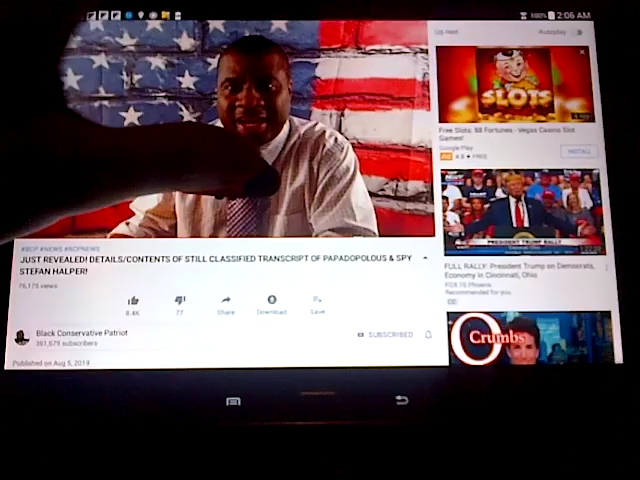 100% 2:06 AM
Up next
Autoplay
SLOTS
Free Slots: 88 Fortunes - Vegas Casino Slot
Games!
Google Play
Ad 4.8 ★ FREE
INSTALL
PRESIDENT TRUMP RALLY
FULL RALLY: President Trump on Democrats,
Economy in Cincinnati, Ohio
FOX 10 Phoenix
Recommended for you
CC
Crumbs
#BCP #NEWS #BCPNEWS
JUST REVEALED! DETAILS/CONTENTS OF STILL CLASSIFIED TRANSCRIPT OF PAPADOPOLOUS & SPY
STEFAN HALPER!
76,175 views
8.4K
77
Share
Download
Save
Black Conservative Patriot
SUBSCRIBED
subscribers
Published on Aug 5, 2019